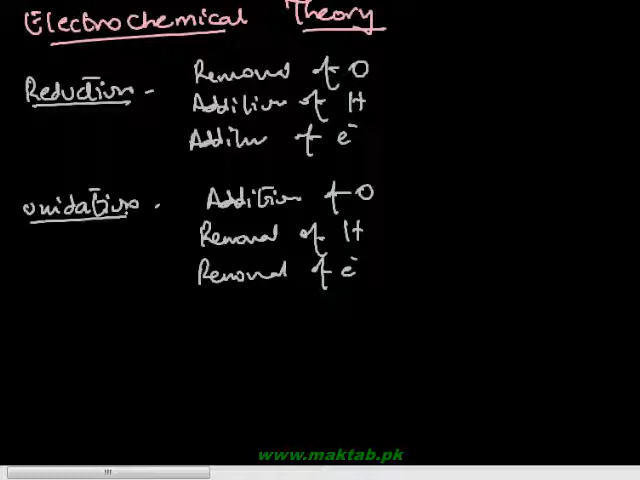 Electrochemical Theory
Reduction - Removal of O
Addition of H
Addition of e⁻
oxidation - Addition of O
Removal of H
Removal of e⁻
www.maktab.pk